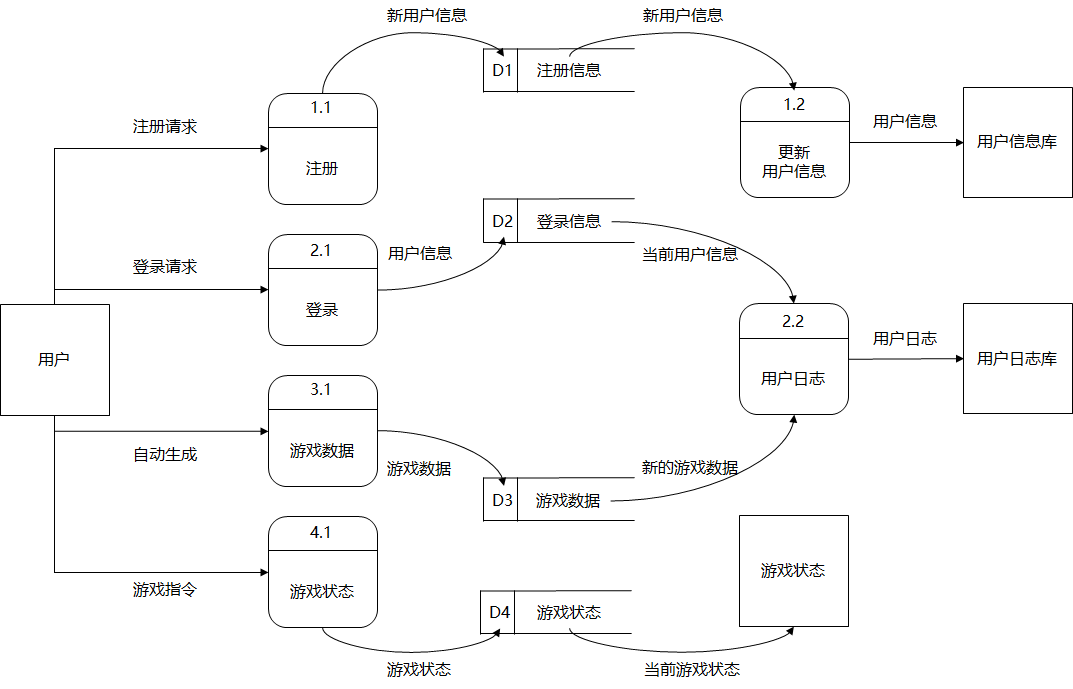 新用户信息
新用户信息
D1
注册信息
1.1
注册
注册请求
1.2
更新
用户信息
用户信息
用户信息库
D2
登录信息
当前用户信息
2.1
登录
登录请求
用户信息
用户
2.2
用户日志
用户日志
用户日志库
3.1
游戏数据
自动生成
游戏数据
D3
游戏数据
新的游戏数据
4.1
游戏状态
游戏指令
游戏状态
D4
游戏状态
当前游戏状态
游戏状态